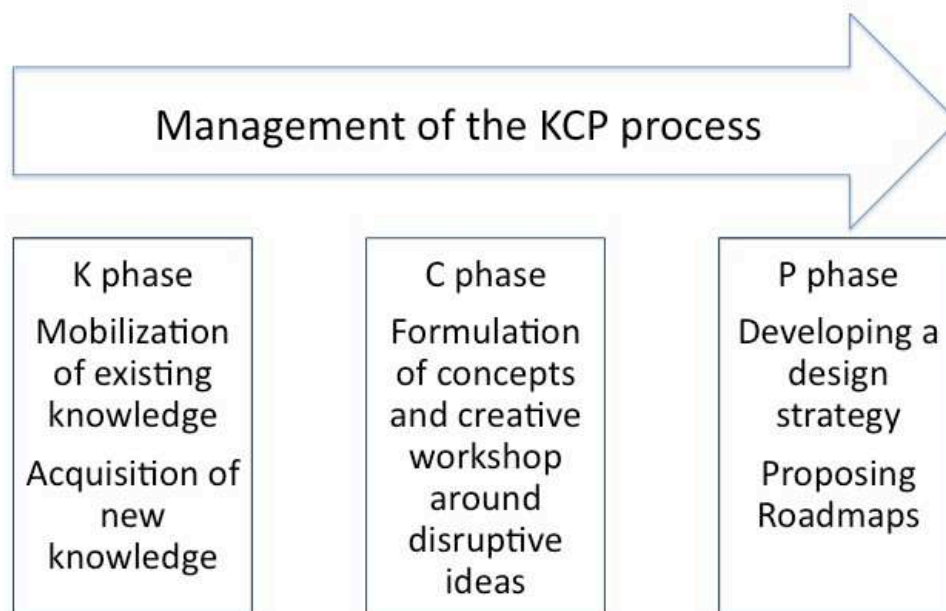 Management of the KCP process
K phase
Mobilization
of existing
knowledge
Acquisition of
new
knowledge
C phase
Formulation
of concepts
and creative
workshop
around
disruptive
ideas
P phase
Developing a
design
strategy
Proposing
Roadmaps